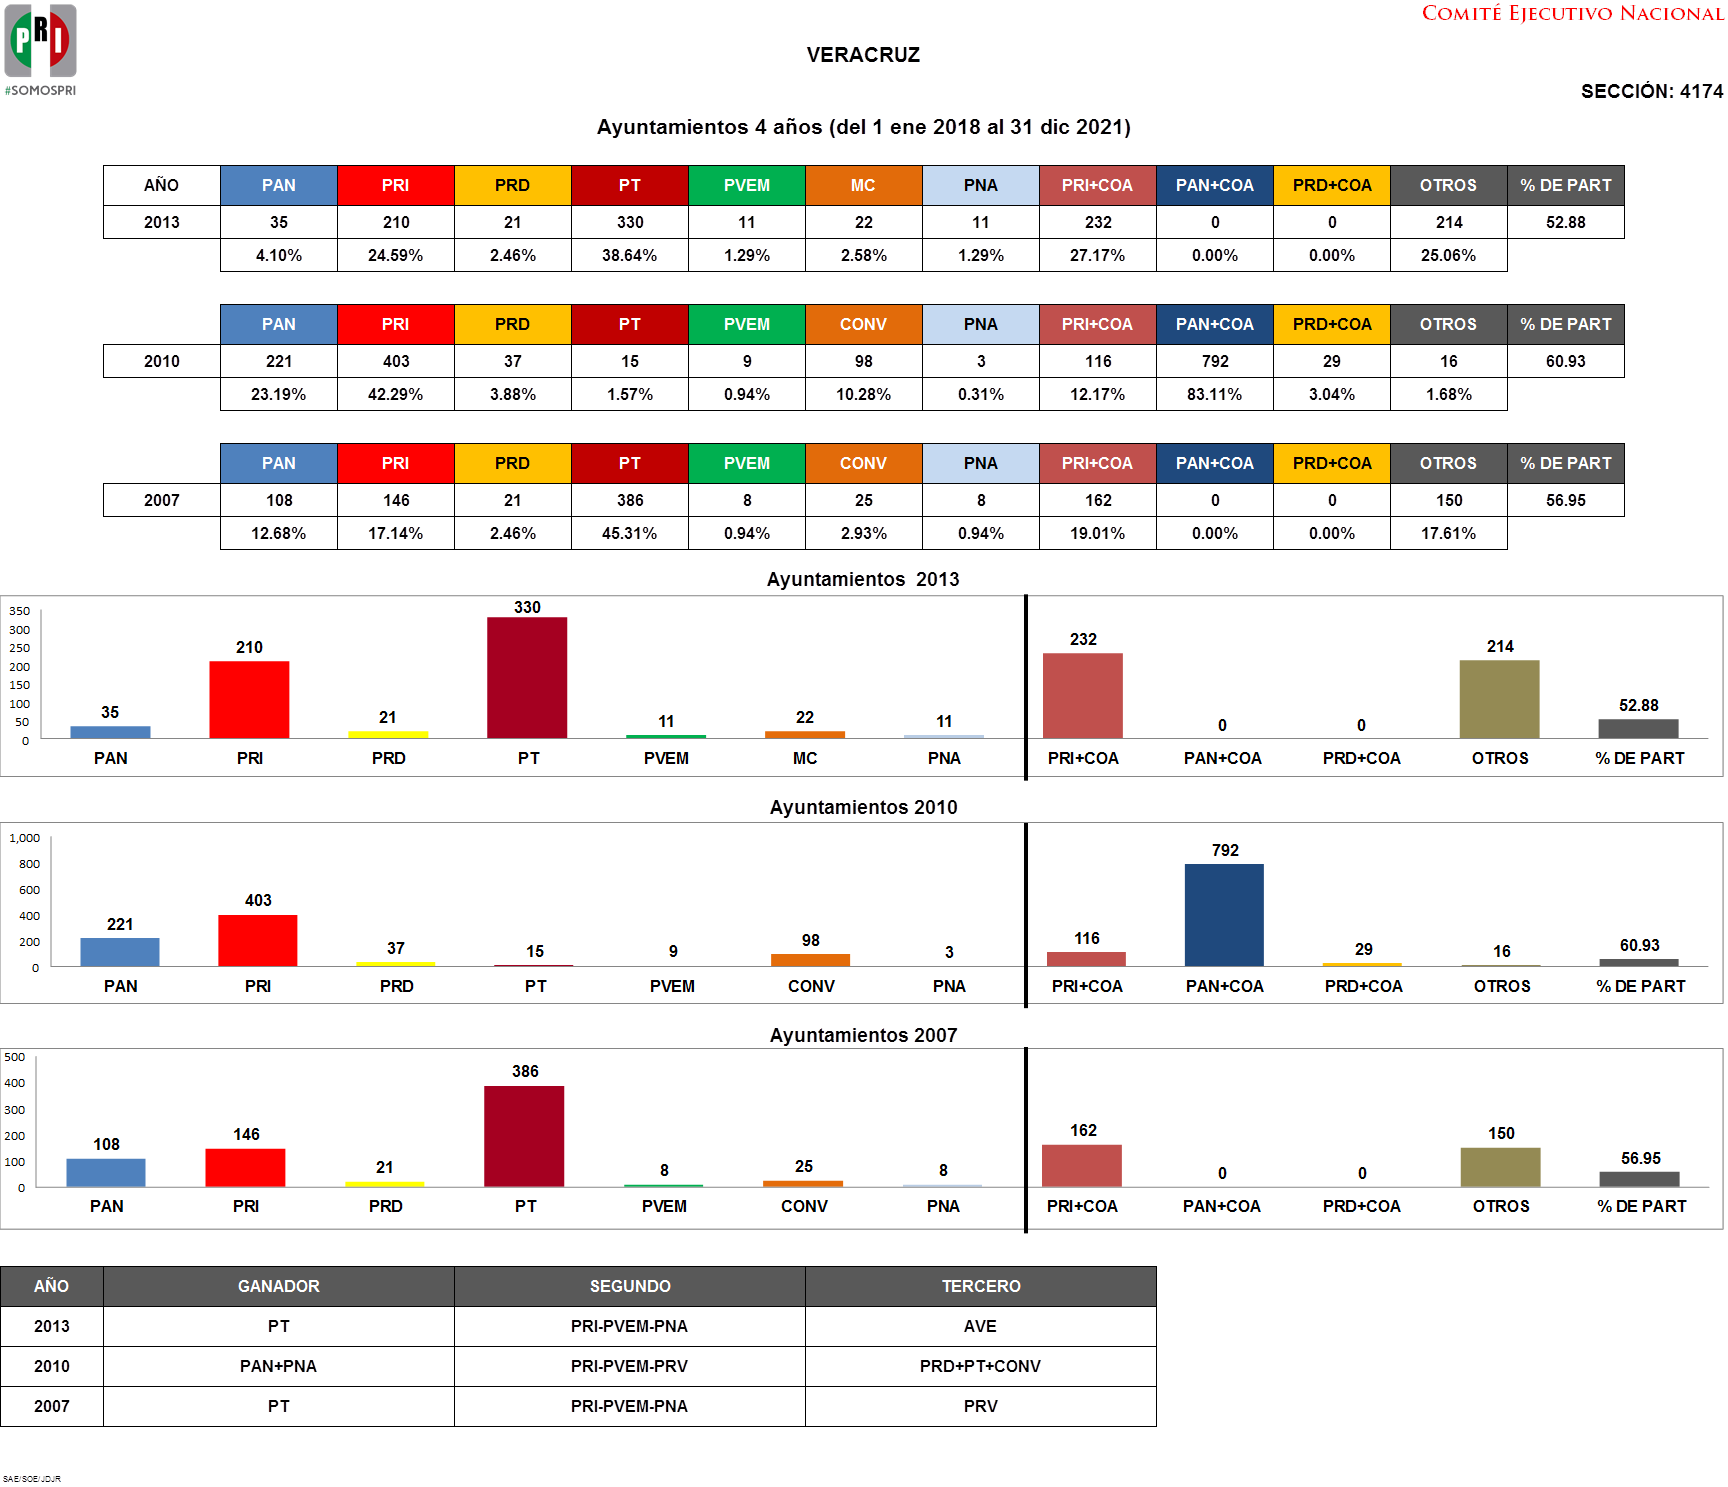 PRI
#SOMOSPRI
COMITÉ EJECUTIVO NACIONAL
VERACRUZ
SECCIÓN: 4174
Ayuntamientos 4 años (del 1 ene 2018 al 31 dic 2021)
AÑO PAN PRI PRD PT PVEM MC PNA PRI+COA PAN+COA PRD+COA OTROS % DE PART
2013 35 210 21 330 11 22 11 232 0 0 214 52.88
4.10% 24.59% 2.46% 38.64% 1.29% 2.58% 1.29% 27.17% 0.00% 0.00% 25.06%
PAN PRI PRD PT PVEM CONV PNA PRI+COA PAN+COA PRD+COA OTROS % DE PART
2010 221 403 37 15 9 98 3 116 792 29 16 60.93
23.19% 42.29% 3.88% 1.57% 0.94% 10.28% 0.31% 12.17% 83.11% 3.04% 1.68%
PAN PRI PRD PT PVEM CONV PNA PRI+COA PAN+COA PRD+COA OTROS % DE PART
2007 108 146 21 386 8 25 8 162 0 0 150 56.95
12.68% 17.14% 2.46% 45.31% 0.94% 2.93% 0.94% 19.01% 0.00% 0.00% 17.61%
Ayuntamientos 2013
350
300
250
200
150
100
50
0
35 210 21 330 11 22 11 232 0 0 214 52.88
PAN PRI PRD PT PVEM MC PNA PRI+COA PAN+COA PRD+COA OTROS % DE PART
Ayuntamientos 2010
1,000
800
600
400
200
0
221 403 37 15 9 98 3 116 792 29 16 60.93
PAN PRI PRD PT PVEM CONV PNA PRI+COA PAN+COA PRD+COA OTROS % DE PART
Ayuntamientos 2007
500
400
300
200
100
0
108 146 21 386 8 25 8 162 0 0 150 56.95
PAN PRI PRD PT PVEM CONV PNA PRI+COA PAN+COA PRD+COA OTROS % DE PART
AÑO GANADOR SEGUNDO TERCERO
2013 PT PRI-PVEM-PNA AVE
2010 PAN+PNA PRI-PVEM-PRV PRD+PT+CONV
2007 PT PRI-PVEM-PNA PRV
SAE/SOE/JDJR